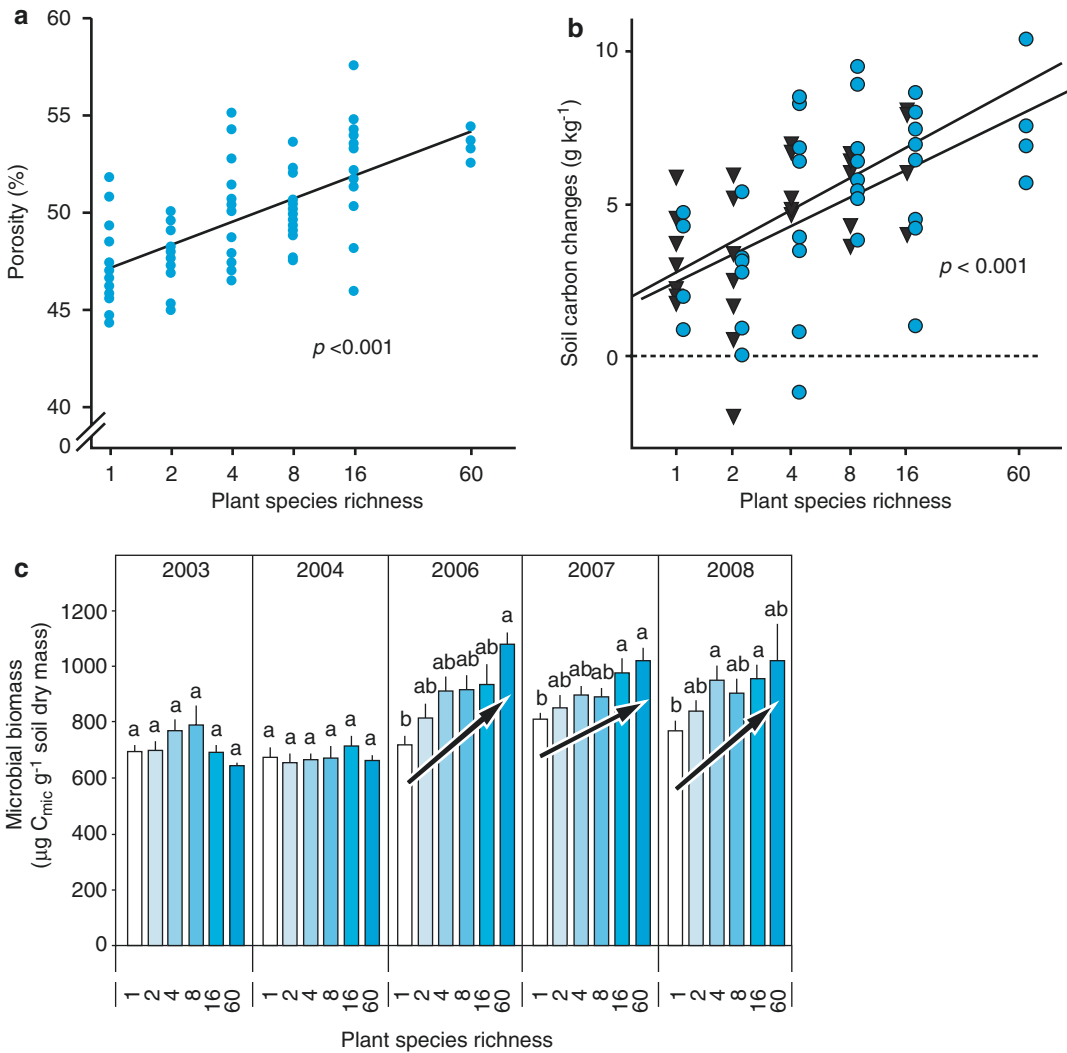 a
60
55
50
45
40
0
Porosity (%)
p <0.001
1 2 4 8 16 60
Plant species richness
b
10
5
0
Soil carbon changes (g kg⁻¹)
p < 0.001
1 2 4 8 16 60
Plant species richness
c
2003 2004 2006 2007 2008
1200
1000
800
600
400
200
0
Microbial biomass
(µg Cmic g⁻¹ soil dry mass)
a a a a a a
a a a a a a
b ab ab ab ab a
b ab ab ab a a
b ab a ab a ab
1 2 4 8 16 60 1 2 4 8 16 60 1 2 4 8 16 60 1 2 4 8 16 60 1 2 4 8 16 60
Plant species richness